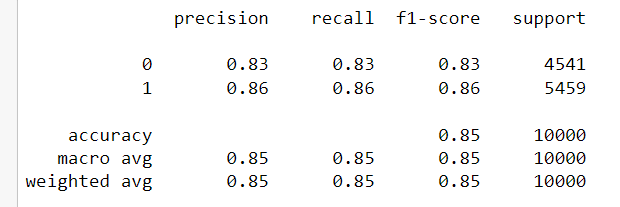 precision recall f1-score support
0 0.83 0.83 0.83 4541
1 0.86 0.86 0.86 5459
accuracy 0.85 10000
macro avg 0.85 0.85 0.85 10000
weighted avg 0.85 0.85 0.85 10000